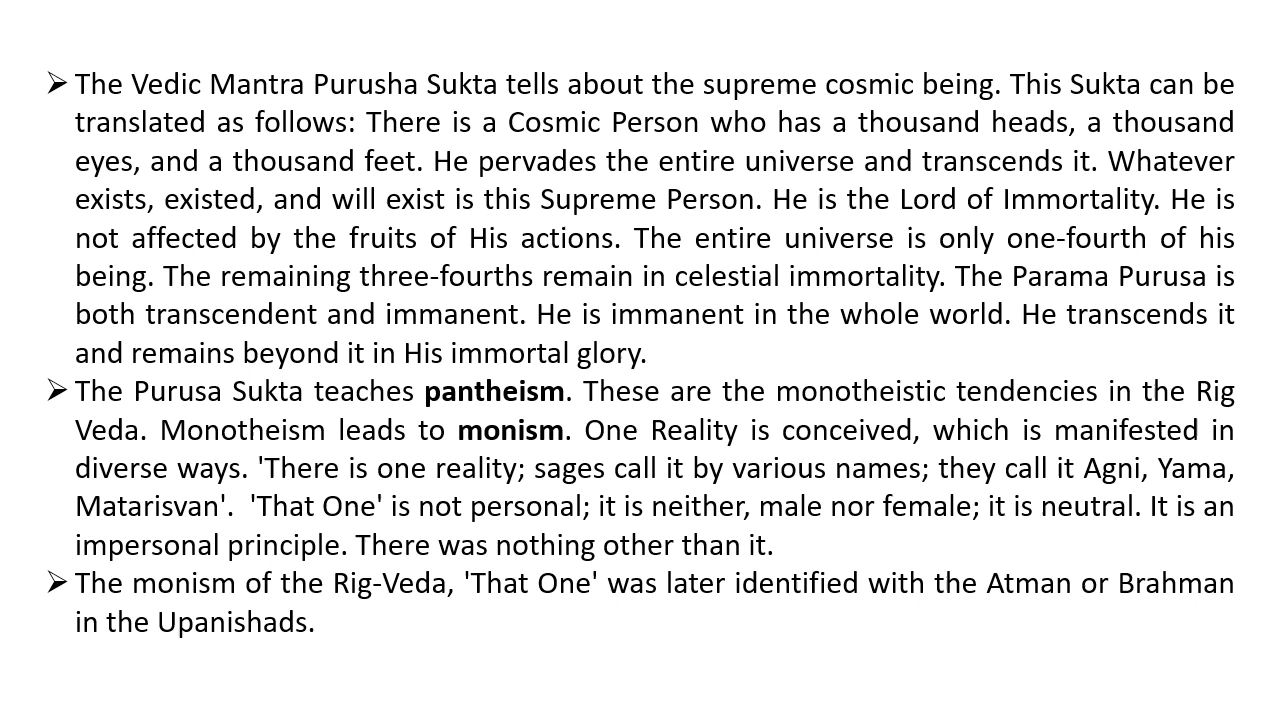 ➢ The Vedic Mantra Purusha Sukta tells about the supreme cosmic being. This Sukta can be
translated as follows: There is a Cosmic Person who has a thousand heads, a thousand
eyes, and a thousand feet. He pervades the entire universe and transcends it. Whatever
exists, existed, and will exist is this Supreme Person. He is the Lord of Immortality. He is
not affected by the fruits of His actions. The entire universe is only one-fourth of his
being. The remaining three-fourths remain in celestial immortality. The Parama Purusa is
both transcendent and immanent. He is immanent in the whole world. He transcends it
and remains beyond it in His immortal glory.
➢ The Purusa Sukta teaches pantheism. These are the monotheistic tendencies in the Rig
Veda. Monotheism leads to monism. One Reality is conceived, which is manifested in
diverse ways. 'There is one reality; sages call it by various names; they call it Agni, Yama,
Matarisvan'.  'That One' is not personal; it is neither, male nor female; it is neutral. It is an
impersonal principle. There was nothing other than it.
➢ The monism of the Rig-Veda, 'That One' was later identified with the Atman or Brahman
in the Upanishads.